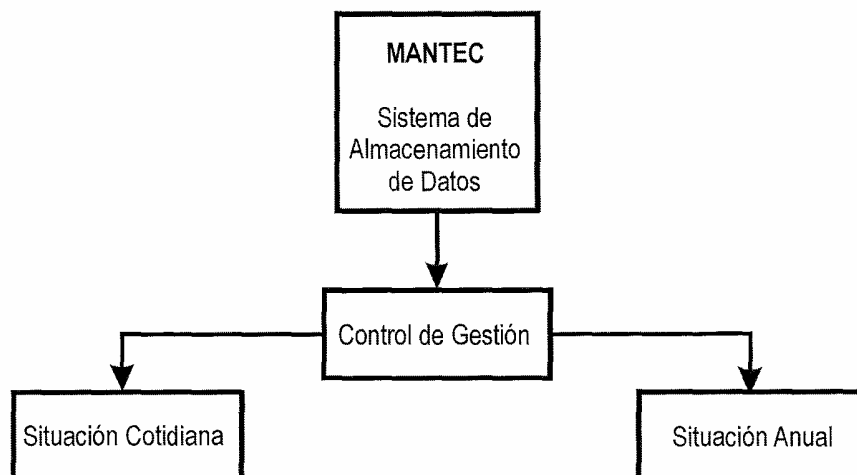 MANTEC
Sistema de
Almacenamiento
de Datos
Control de Gestión
Situación Cotidiana
Situación Anual